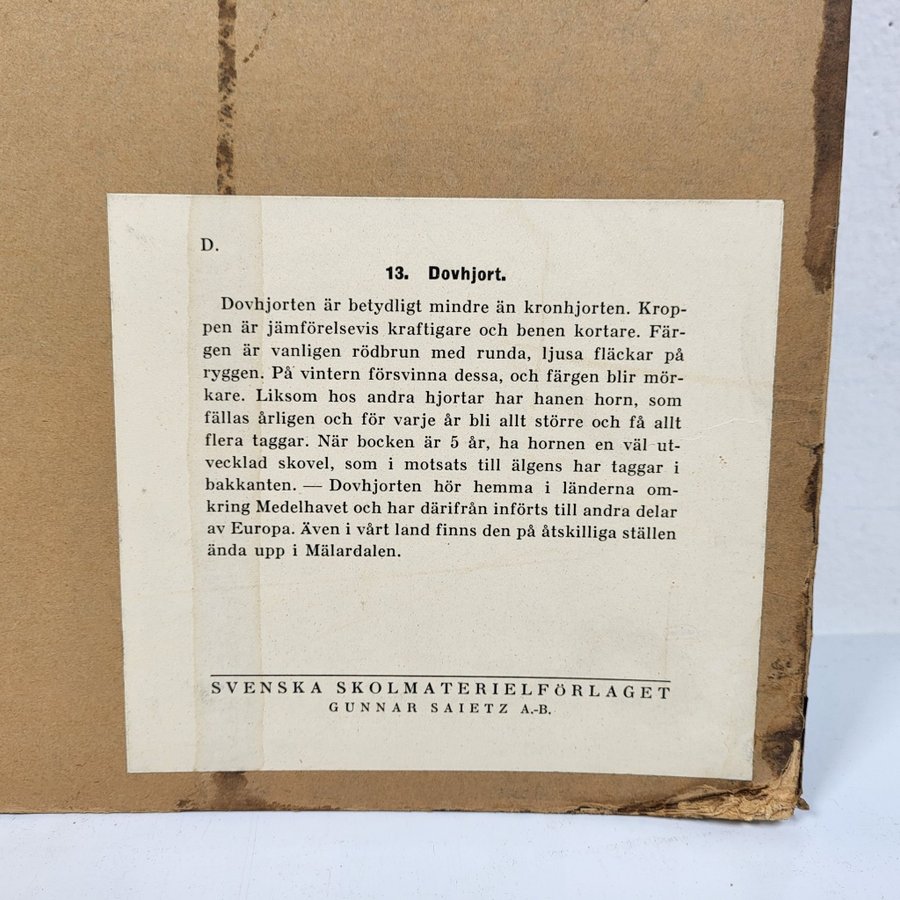 D.
13. Dovhjort.
Dovhjorten är betydligt mindre än kronhjorten. Krop-
pen är jämförelsevis kraftigare och benen kortare. Fär-
gen är vanligen rödbrun med runda, ljusa fläckar på
ryggen. På vintern försvinna dessa, och färgen blir mör-
kare. Liksom hos andra hjortar har hanen horn, som
fällas årligen och för varje år bli allt större och få allt
flera taggar. När bocken är 5 år, ha hornen en väl ut-
vecklad skovel, som i motsats till älgens har taggar i
bakkanten. — Dovhjorten hör hemma i länderna om-
kring Medelhavet och har därifrån införts till andra delar
av Europa. Även i vårt land finns den på åtskilliga ställen
ända upp i Mälardalen.
SVENSKA SKOLMATERIELFÖRLAGET
GUNNAR SAIETZ A.-B.